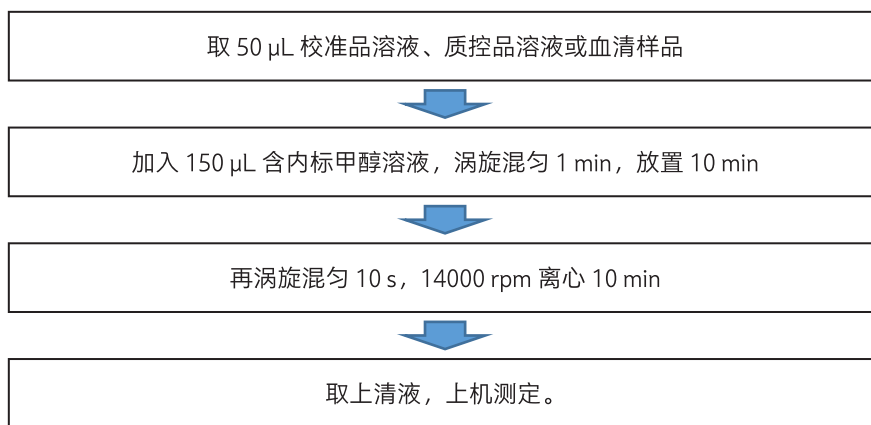 取 50 μL 校准品溶液、质控品溶液或血清样品
加入 150 μL 含内标甲醇溶液，涡旋混匀 1 min，放置 10 min
再涡旋混匀 10 s，14000 rpm 离心 10 min
取上清液，上机测定。